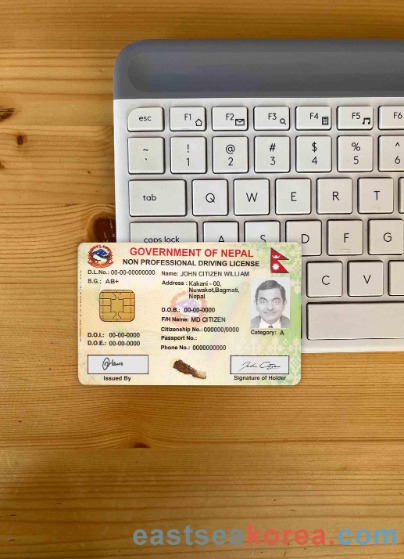 esc F1 F2 F3 F4 F5 F6
~ ! @ # $ % ^
` 1 2 3 4 5 6
tab Q W E R T
caps lock A S D F G
C V
GOVERNMENT OF NEPAL
NON PROFESSIONAL DRIVING LICENSE
D.L.No.: 00-00-00000000 Name: JOHN CITIZEN WILLIAM
B.G.: AB+ Address : Kakani - 00,
Nuwakot,Bagmati,
Nepal
D.O.B.: 00-00-0000
F/H Name: MD CITIZEN
D.O.I.: 00-00-0000 Citizenship No.: 000000/0000
D.O.E.: 00-00-0000 Passport No.:
Phone No.: 0000000000
Category: A
Issued By Signature of Holder
eastseakorea.com